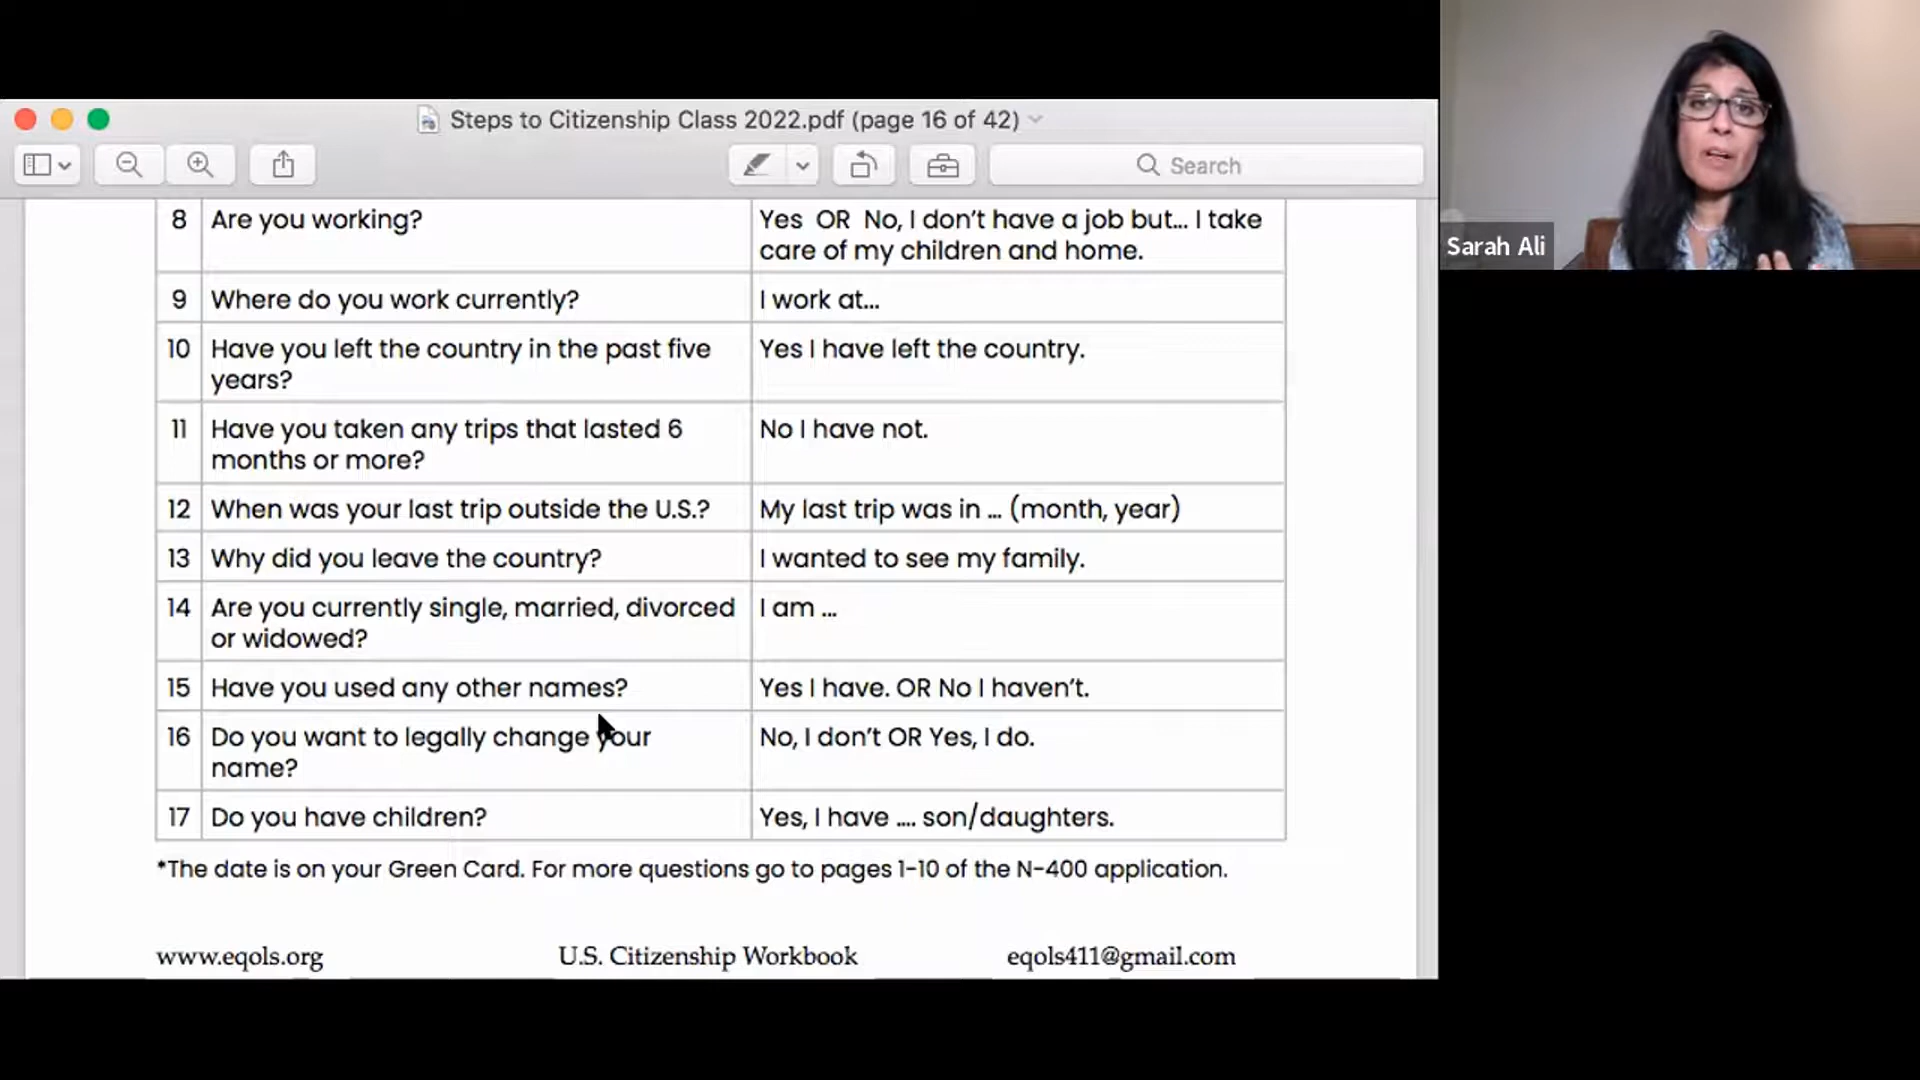 Steps to Citizenship Class 2022.pdf (page 16 of 42)
Search
8 Are you working? Yes OR No, I don't have a job but... I take
care of my children and home.
9 Where do you work currently? I work at...
10 Have you left the country in the past five Yes I have left the country.
years?
11 Have you taken any trips that lasted 6 No I have not.
months or more?
12 When was your last trip outside the U.S.? My last trip was in ... (month, year)
13 Why did you leave the country? I wanted to see my family.
14 Are you currently single, married, divorced I am ...
or widowed?
15 Have you used any other names? Yes I have. OR No I haven't.
16 Do you want to legally change your No, I don't OR Yes, I do.
name?
17 Do you have children? Yes, I have .... son/daughters.
*The date is on your Green Card. For more questions go to pages 1-10 of the N-400 application.
www.eqols.org U.S. Citizenship Workbook eqols411@gmail.com
Sarah Ali